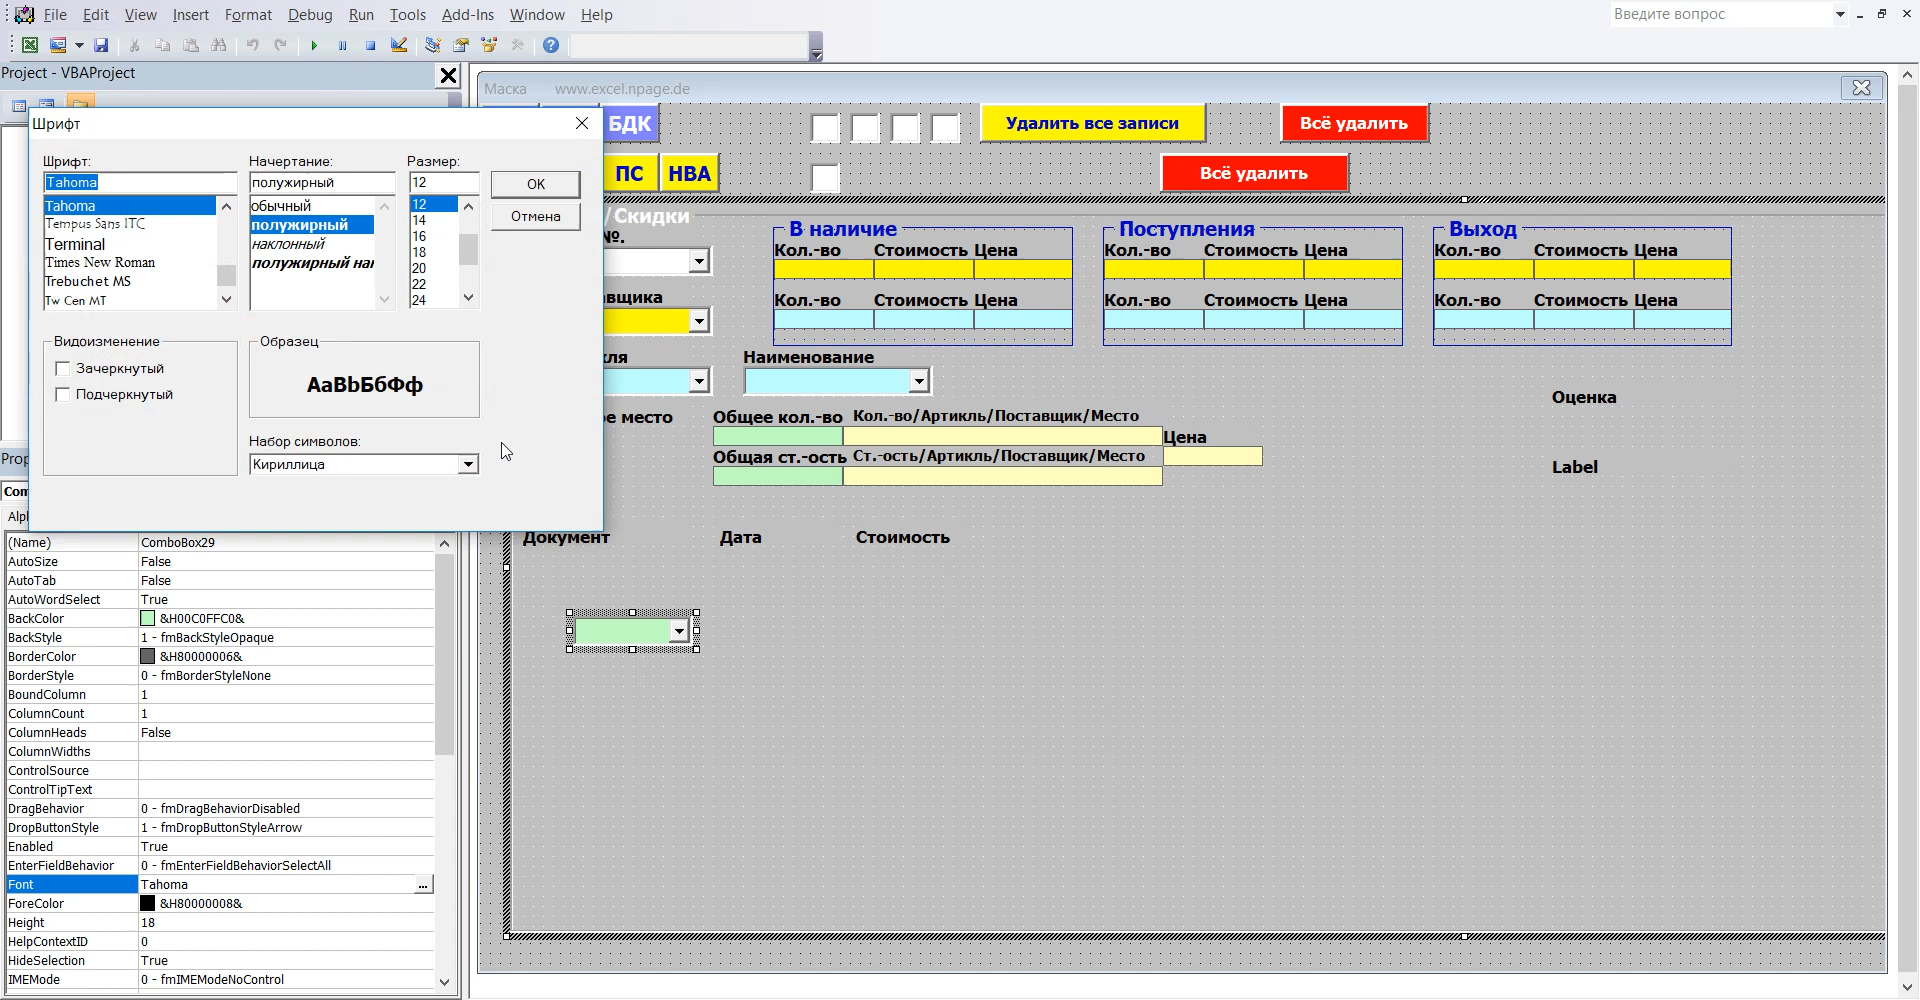 File Edit View Insert Format Debug Run Tools Add-Ins Window Help
Введите вопрос
Project - VBAProject
Маска www.excel.npage.de
Шрифт
Шрифт:
Tahoma
Tahoma
Tempus Sans ITC
Terminal
Times New Roman
Trebuchet MS
Tw Cen MT
Начертание:
полужирный
обычный
полужирный
наклонный
полужирный нак
Размер:
12
12
14
16
18
20
22
24
ОК
Отмена
Видоизменение
Зачеркнутый
Подчеркнутый
Образец
АаВbБбФф
Набор символов:
Кириллица
БДК
Удалить все записи
Всё удалить
ПС НВА
Всё удалить
/Скидки
№.
В наличие
Кол.-во Стоимость Цена
Кол.-во Стоимость Цена
Поступления
Кол.-во Стоимость Цена
Кол.-во Стоимость Цена
Выход
Кол.-во Стоимость Цена
Кол.-во Стоимость Цена
вщика
кля
Наименование
Оценка
е место
Общее кол.-во Кол.-во/Артикль/Поставщик/Место
Цена
Общая ст.-ость Ст.-ость/Артикль/Поставщик/Место
Label
Документ Дата Стоимость
Prop
Com
Alp
(Name) ComboBox29
AutoSize False
AutoTab False
AutoWordSelect True
BackColor &H00C0FFC0&
BackStyle 1 - fmBackStyleOpaque
BorderColor &H80000006&
BorderStyle 0 - fmBorderStyleNone
BoundColumn 1
ColumnCount 1
ColumnHeads False
ColumnWidths
ControlSource
ControlTipText
DragBehavior 0 - fmDragBehaviorDisabled
DropButtonStyle 1 - fmDropButtonStyleArrow
Enabled True
EnterFieldBehavior 0 - fmEnterFieldBehaviorSelectAll
Font Tahoma ...
ForeColor &H80000008&
Height 18
HelpContextID 0
HideSelection True
IMEMode 0 - fmIMEModeNoControl